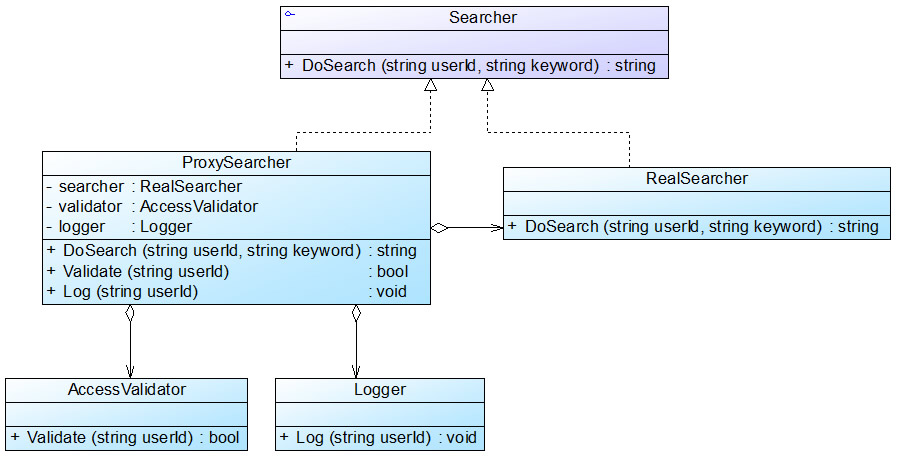 Searcher
+ DoSearch (string userId, string keyword) : string
ProxySearcher
- searcher : RealSearcher
- validator : AccessValidator
- logger : Logger
+ DoSearch (string userId, string keyword) : string
+ Validate (string userId) : bool
+ Log (string userId) : void
RealSearcher
+ DoSearch (string userId, string keyword) : string
AccessValidator
+ Validate (string userId) : bool
Logger
+ Log (string userId) : void